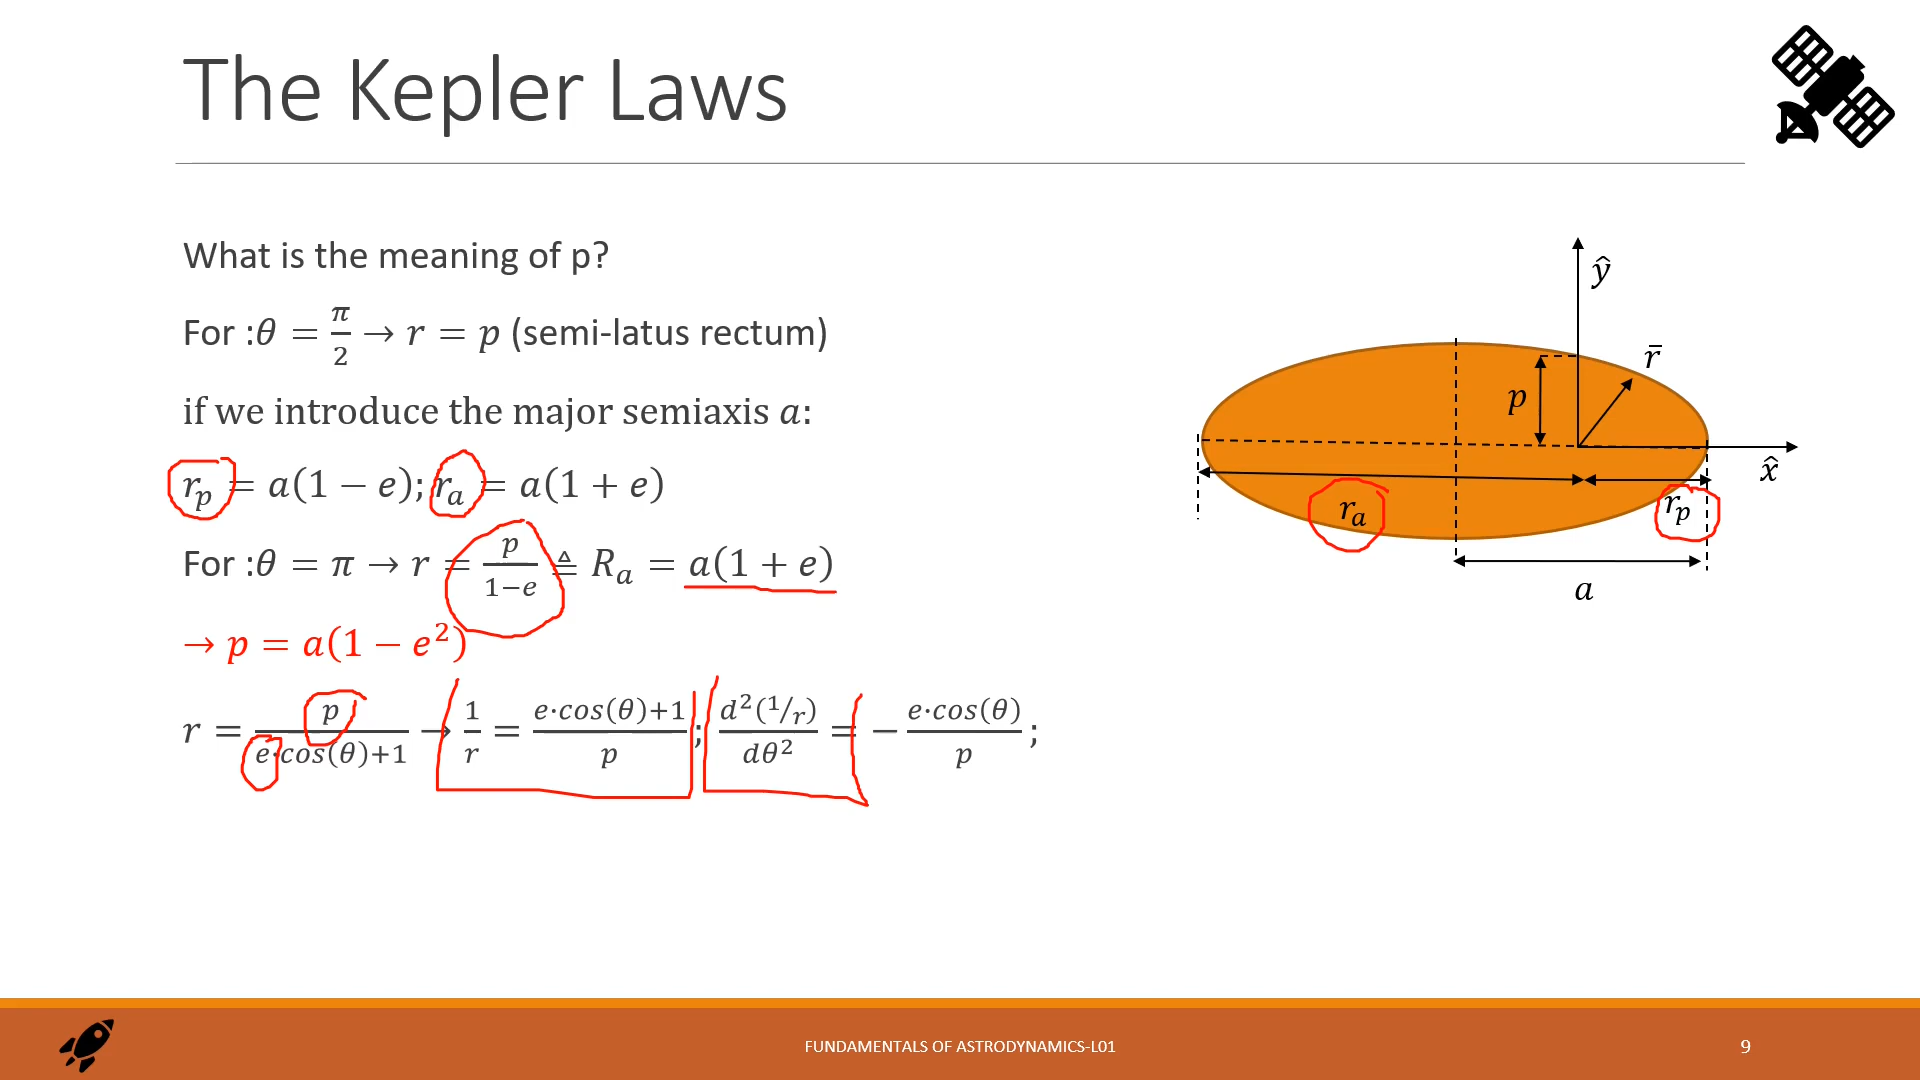 The Kepler Laws
What is the meaning of p?
For :θ = π/2 → r = p (semi-latus rectum)
if we introduce the major semiaxis a:
r_p = a(1 − e); r_a = a(1 + e)
For :θ = π → r = p/(1−e) ≜ R_a = a(1 + e)
→ p = a(1 − e²)
r = p/(e·cos(θ)+1) → 1/r = (e·cos(θ)+1)/p ; d²(1/r)/dθ² = − e·cos(θ)/p ;
ŷ
r̄
p
x̂
r_a
r_p
a
FUNDAMENTALS OF ASTRODYNAMICS-L01
9